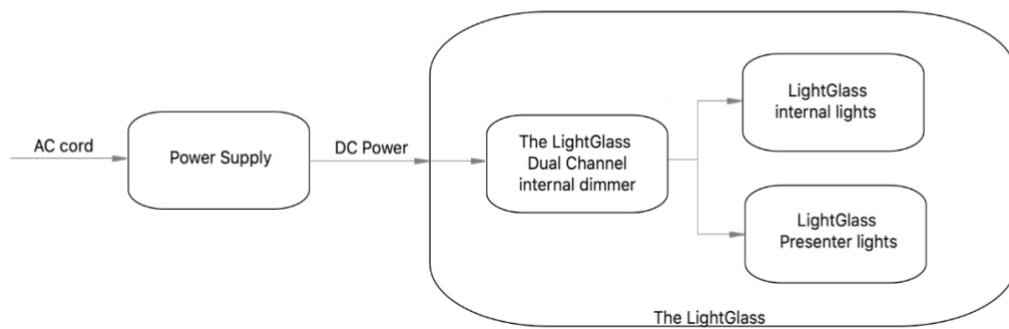 AC cord
Power Supply
DC Power
The LightGlass
Dual Channel
internal dimmer
LightGlass
internal lights
LightGlass
Presenter lights
The LightGlass